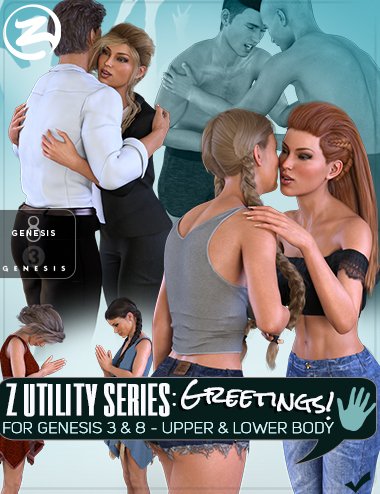 Z
GENESIS
8
3
GENESIS
Z UTILITY SERIES: GREETINGS!
FOR GENESIS 3 & 8 - UPPER & LOWER BODY